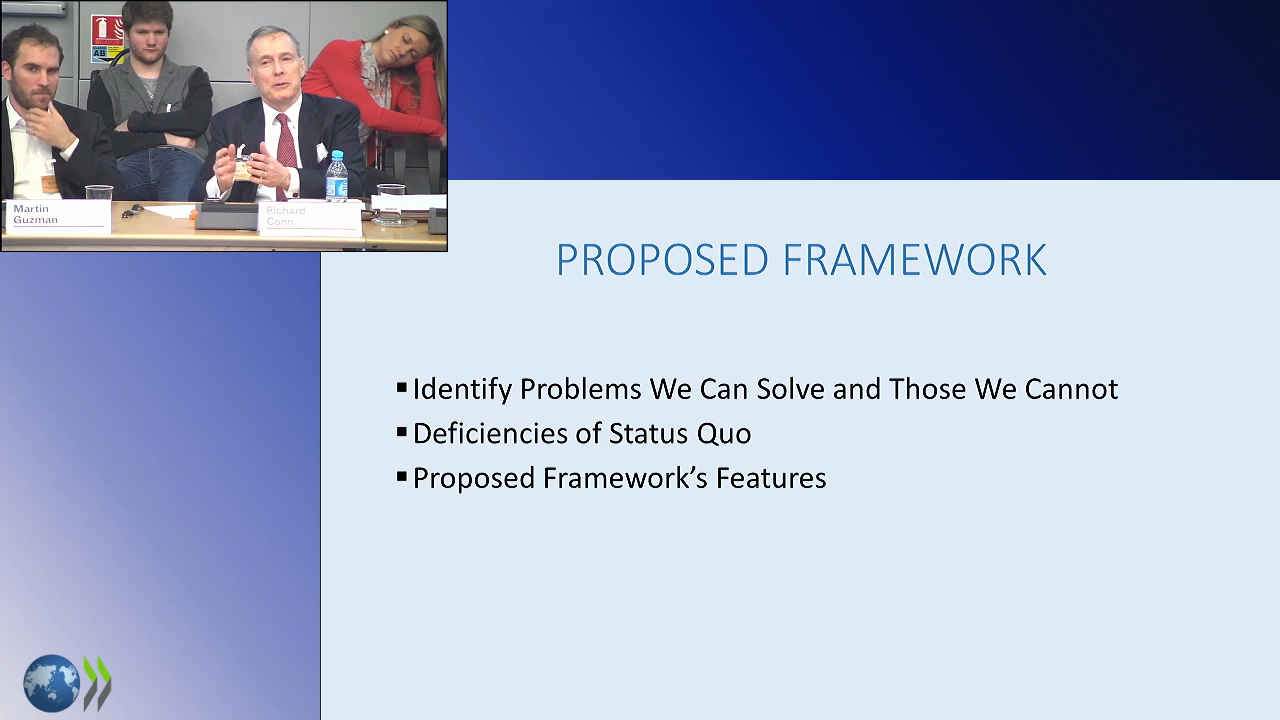 AB
Martin
Guzman
Richard
Conn
PROPOSED FRAMEWORK
▪Identify Problems We Can Solve and Those We Cannot
▪Deficiencies of Status Quo
▪Proposed Framework’s Features